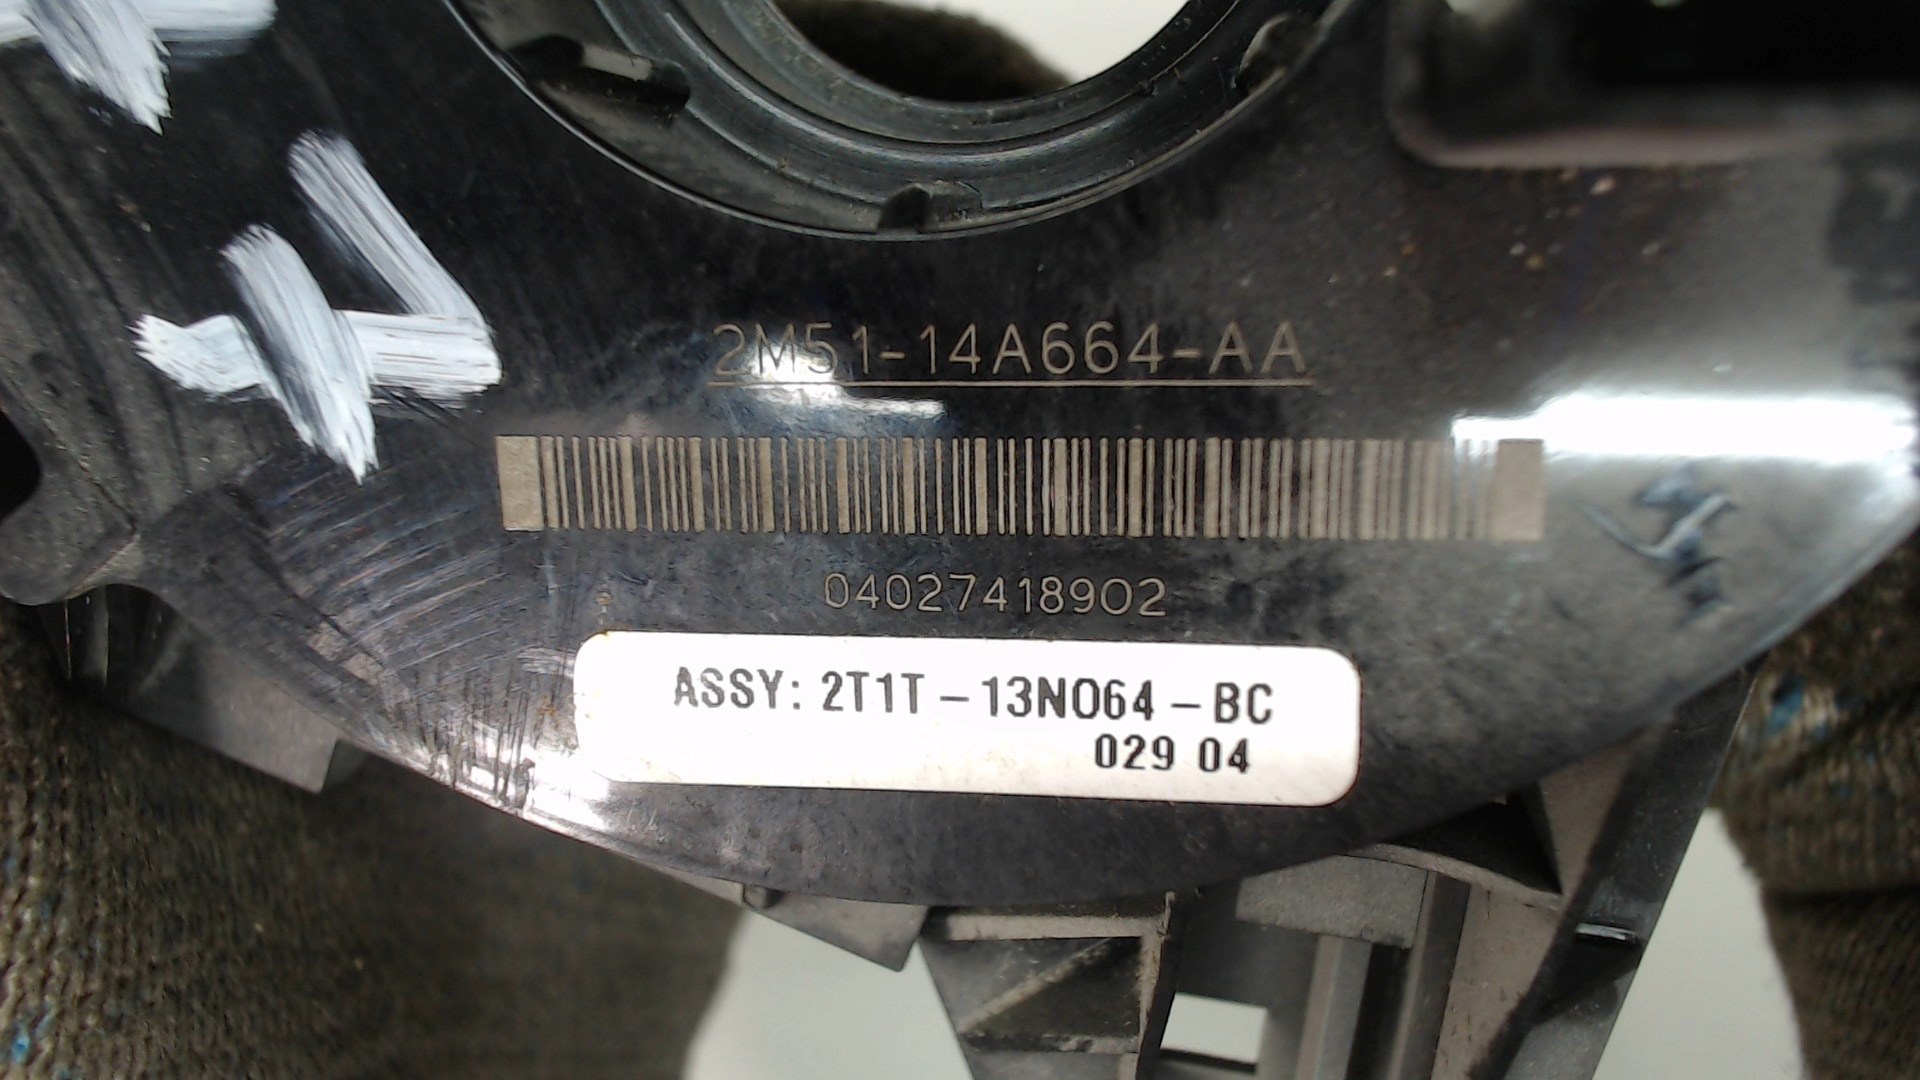 2M51-14A664-AA
04027418902
ASSY: 2T1T-13N064-BC
029 04